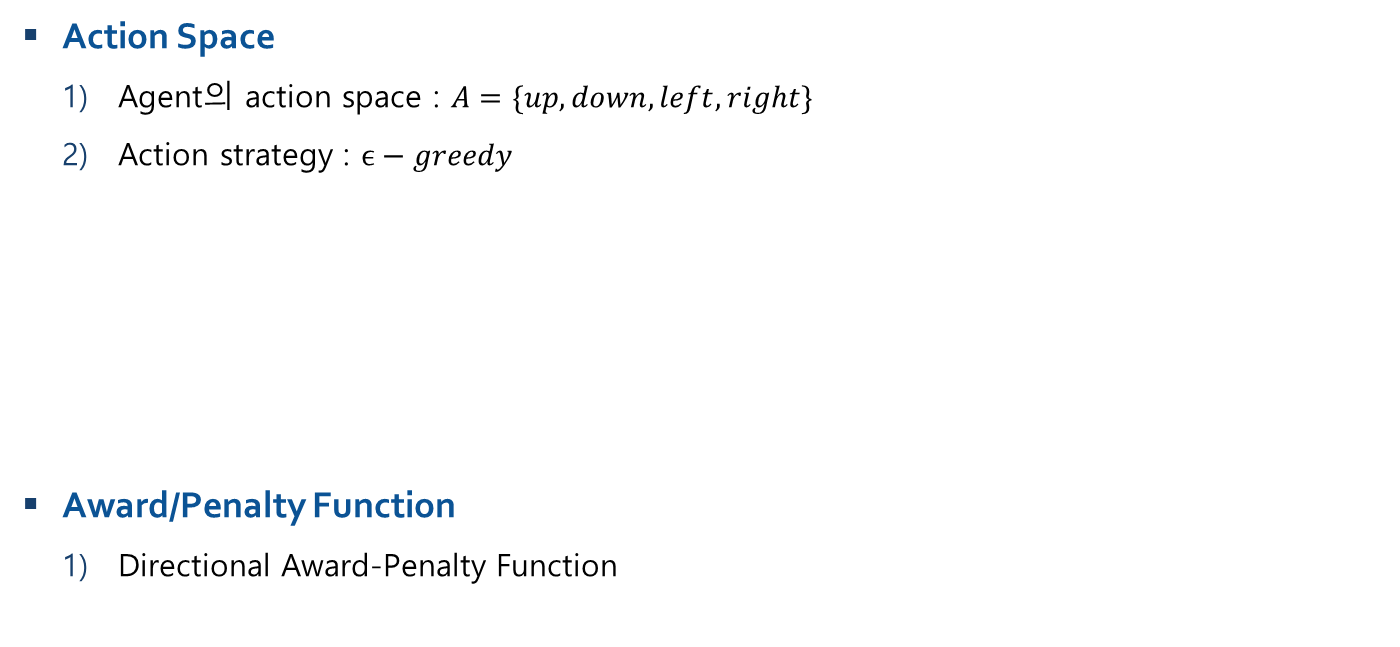 ▪ Action Space
1) Agent의 action space : A = {up, down, left, right}
2) Action strategy : ϵ − greedy
▪ Award/Penalty Function
1) Directional Award-Penalty Function